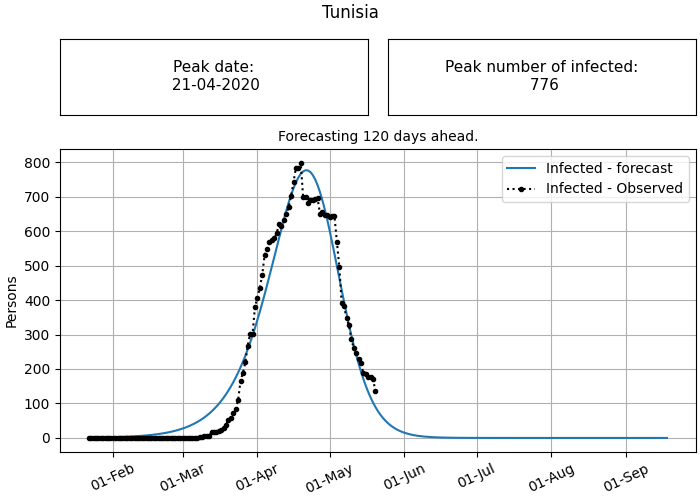 Tunisia
Peak date:
21-04-2020
Peak number of infected:
776
Forecasting 120 days ahead.
Infected - forecast
Infected - Observed
Persons
800
700
600
500
400
300
200
100
0
01-Feb
01-Mar
01-Apr
01-May
01-Jun
01-Jul
01-Aug
01-Sep